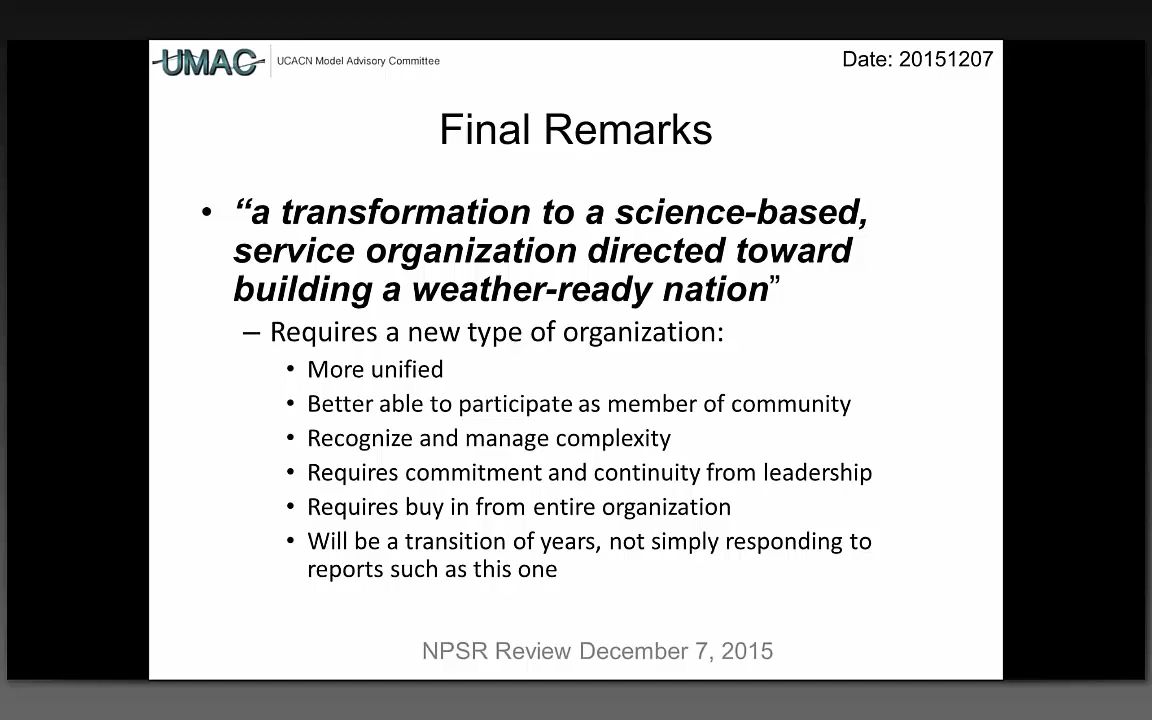 UMAC
UCACN Model Advisory Committee
Date: 20151207
Final Remarks
• “a transformation to a science-based,
service organization directed toward
building a weather-ready nation”
– Requires a new type of organization:
• More unified
• Better able to participate as member of community
• Recognize and manage complexity
• Requires commitment and continuity from leadership
• Requires buy in from entire organization
• Will be a transition of years, not simply responding to
reports such as this one
NPSR Review December 7, 2015